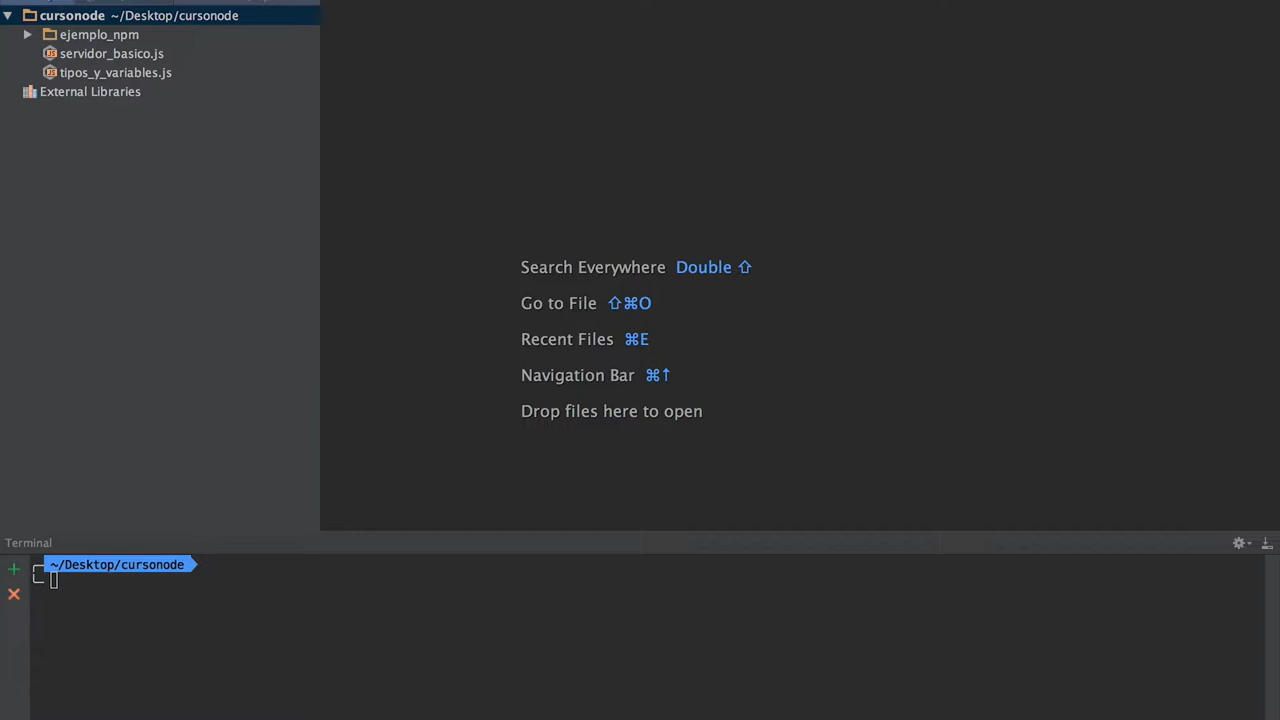 cursonode ~/Desktop/cursonode
ejemplo_npm
servidor_basico.js
tipos_y_variables.js
External Libraries
Search Everywhere Double ⇧
Go to File ⇧⌘O
Recent Files ⌘E
Navigation Bar ⌘↑
Drop files here to open
Terminal
~/Desktop/cursonode